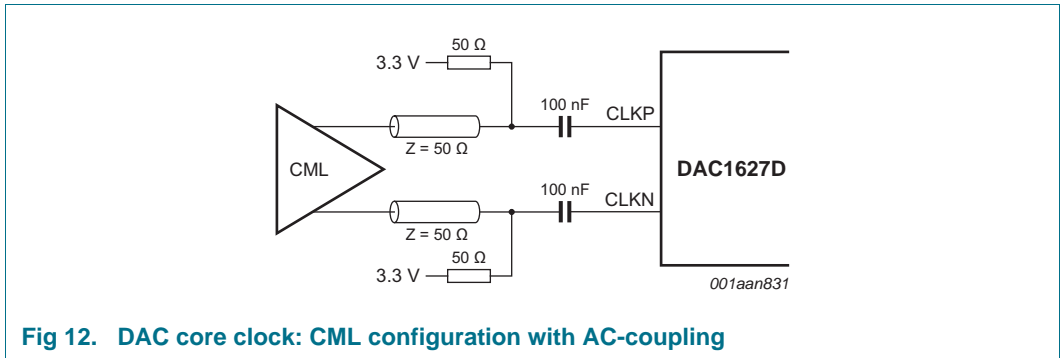 50 Ω
3.3 V
100 nF
CLKP
Z = 50 Ω
CML
DAC1627D
100 nF
CLKN
Z = 50 Ω
50 Ω
3.3 V
001aan831
Fig 12. DAC core clock: CML configuration with AC-coupling